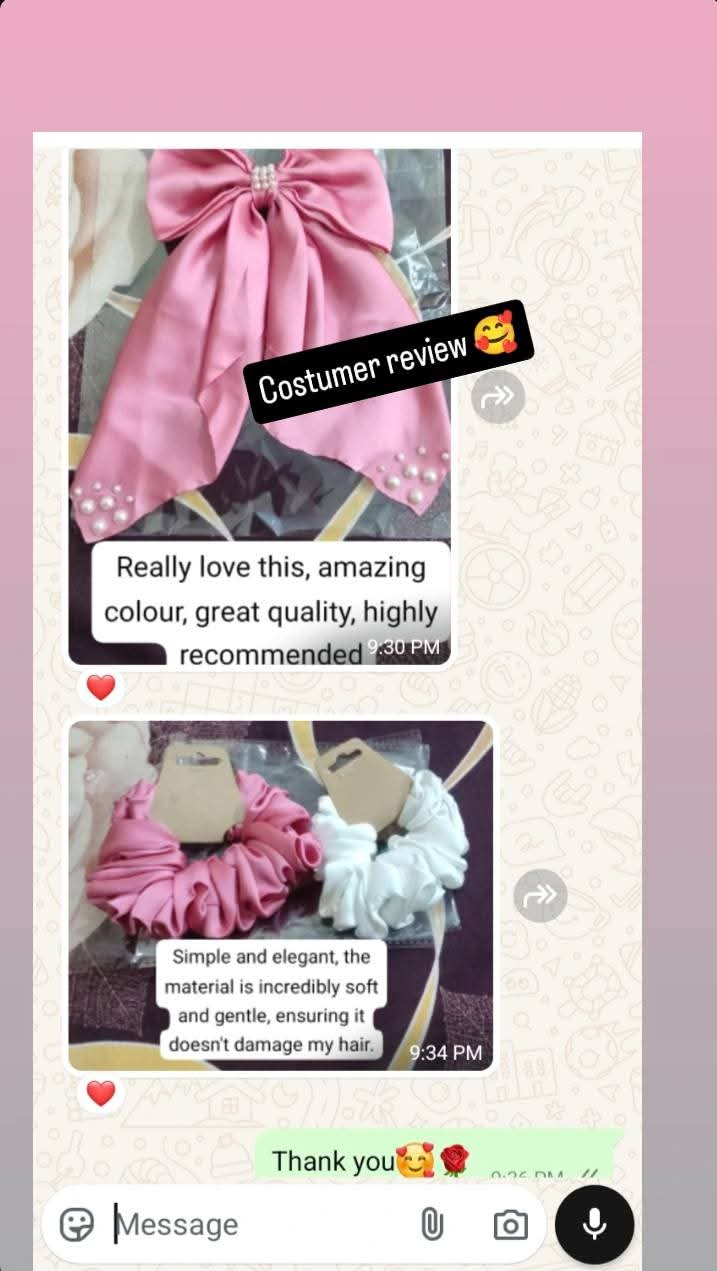 Costumer review 🥰
Really love this, amazing
colour, great quality, highly
recommended
9:30 PM
Simple and elegant, the
material is incredibly soft
and gentle, ensuring it
doesn't damage my hair.
9:34 PM
Thank you🥰🌹
Message